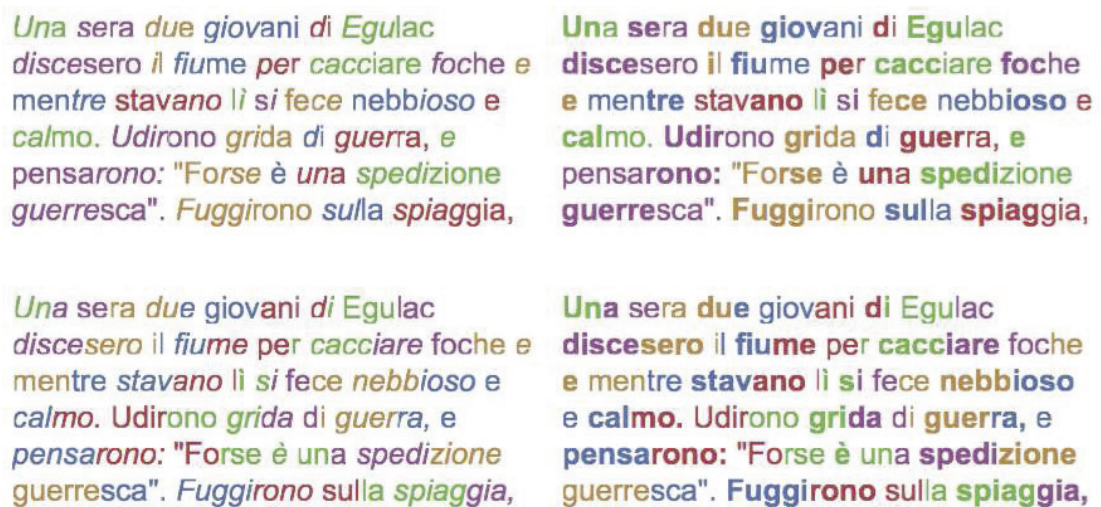 Una sera due giovani di Egulac
discesero il fiume per cacciare foche e
mentre stavano lì si fece nebbioso e
calmo. Udirono grida di guerra, e
pensarono: "Forse è una spedizione
guerresca". Fuggirono sulla spiaggia,
Una sera due giovani di Egulac
discesero il fiume per cacciare foche
e mentre stavano lì si fece nebbioso e
calmo. Udirono grida di guerra, e
pensarono: "Forse è una spedizione
guerresca". Fuggirono sulla spiaggia,
Una sera due giovani di Egulac
discesero il fiume per cacciare foche e
mentre stavano lì si fece nebbioso e
calmo. Udirono grida di guerra, e
pensarono: "Forse è una spedizione
guerresca". Fuggirono sulla spiaggia,
Una sera due giovani di Egulac
discesero il fiume per cacciare foche
e mentre stavano lì si fece nebbioso
e calmo. Udirono grida di guerra, e
pensarono: "Forse è una spedizione
guerresca". Fuggirono sulla spiaggia,